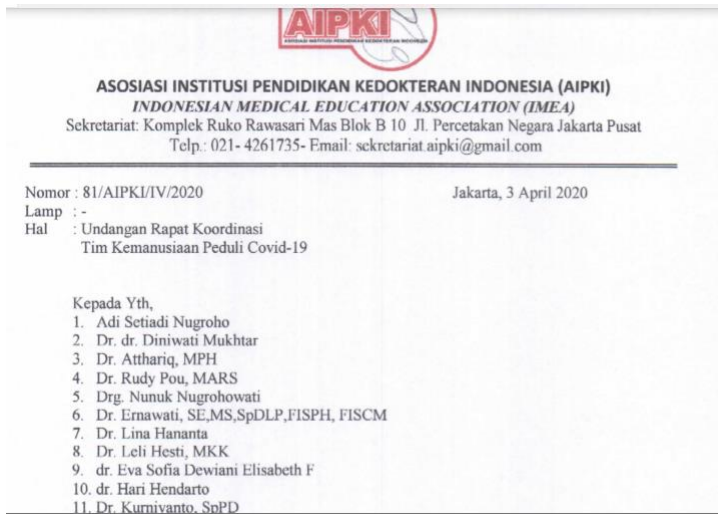 AIPKI
ASOSIASI INSTITUSI PENDIDIKAN KEDOKTERAN INDONESIA
ASOSIASI INSTITUSI PENDIDIKAN KEDOKTERAN INDONESIA (AIPKI)
INDONESIAN MEDICAL EDUCATION ASSOCIATION (IMEA)
Sekretariat: Komplek Ruko Rawasari Mas Blok B 10 Jl. Percetakan Negara Jakarta Pusat
Telp.: 021- 4261735- Email: sekretariat.aipki@gmail.com
Nomor : 81/AIPKI/IV/2020 Jakarta, 3 April 2020
Lamp : -
Hal : Undangan Rapat Koordinasi
Tim Kemanusiaan Peduli Covid-19
Kepada Yth,
1. Adi Setiadi Nugroho
2. Dr. dr. Diniwati Mukhtar
3. Dr. Atthariq, MPH
4. Dr. Rudy Pou, MARS
5. Drg. Nunuk Nugrohowati
6. Dr. Ernawati, SE,MS,SpDLP,FISPH, FISCM
7. Dr. Lina Hananta
8. Dr. Leli Hesti, MKK
9. dr. Eva Sofia Dewiani Elisabeth F
10. dr. Hari Hendarto
11. Dr. Kurniyanto, SpPD